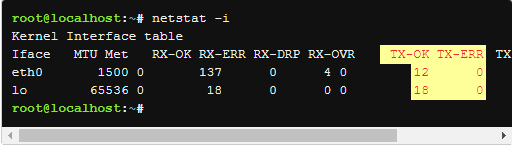 root@localhost:~# netstat -i
Kernel Interface table
Iface   MTU Met   RX-OK RX-ERR RX-DRP RX-OVR    TX-OK TX-ERR TX
eth0       1500 0       137      0      4 0          12      0
lo        65536 0        18      0      0 0          18      0
root@localhost:~#